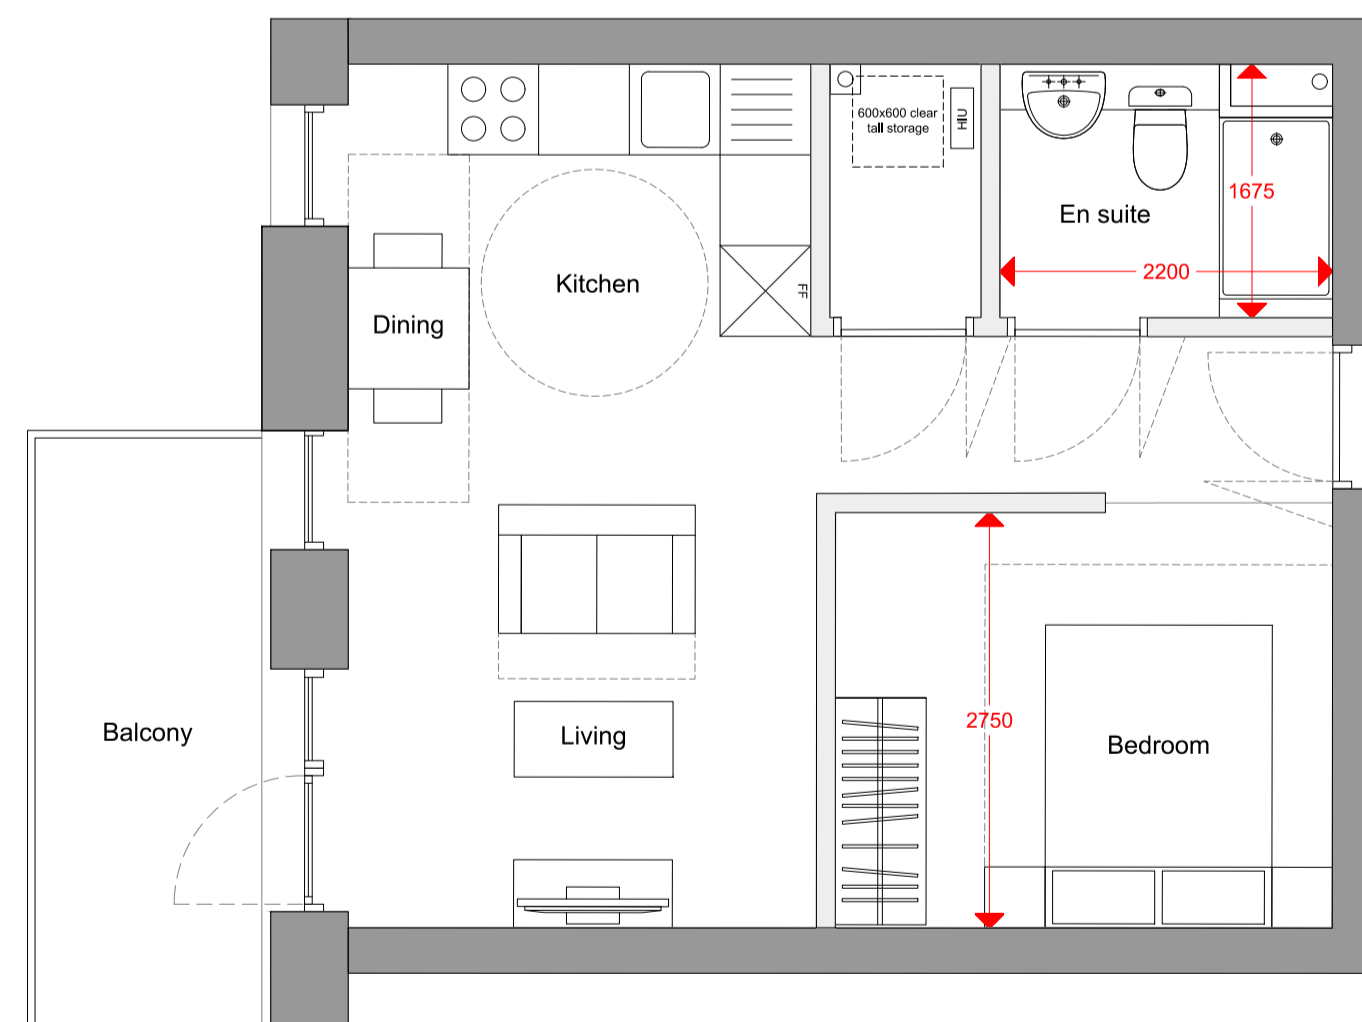 600x600 clear
tall storage
HIU
1675
En suite
2200
Kitchen
FF
Dining
2750
Balcony
Living
Bedroom